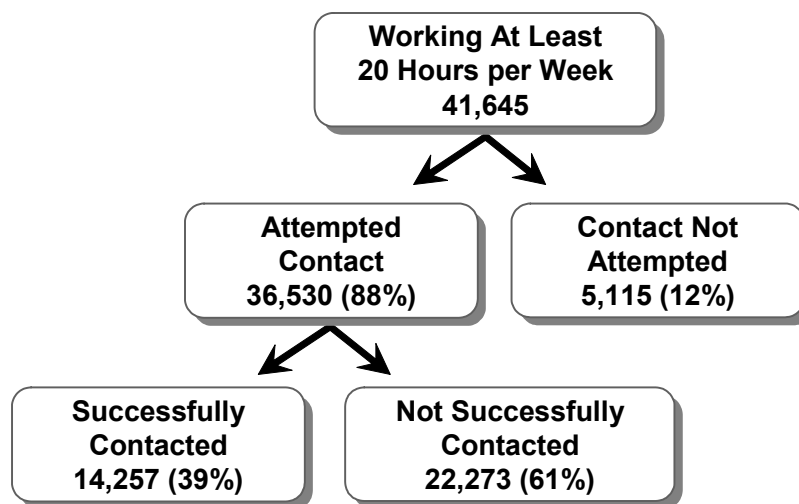 Working At Least
20 Hours per Week
41,645
Attempted
Contact
36,530 (88%)
Contact Not
Attempted
5,115 (12%)
Successfully
Contacted
14,257 (39%)
Not Successfully
Contacted
22,273 (61%)